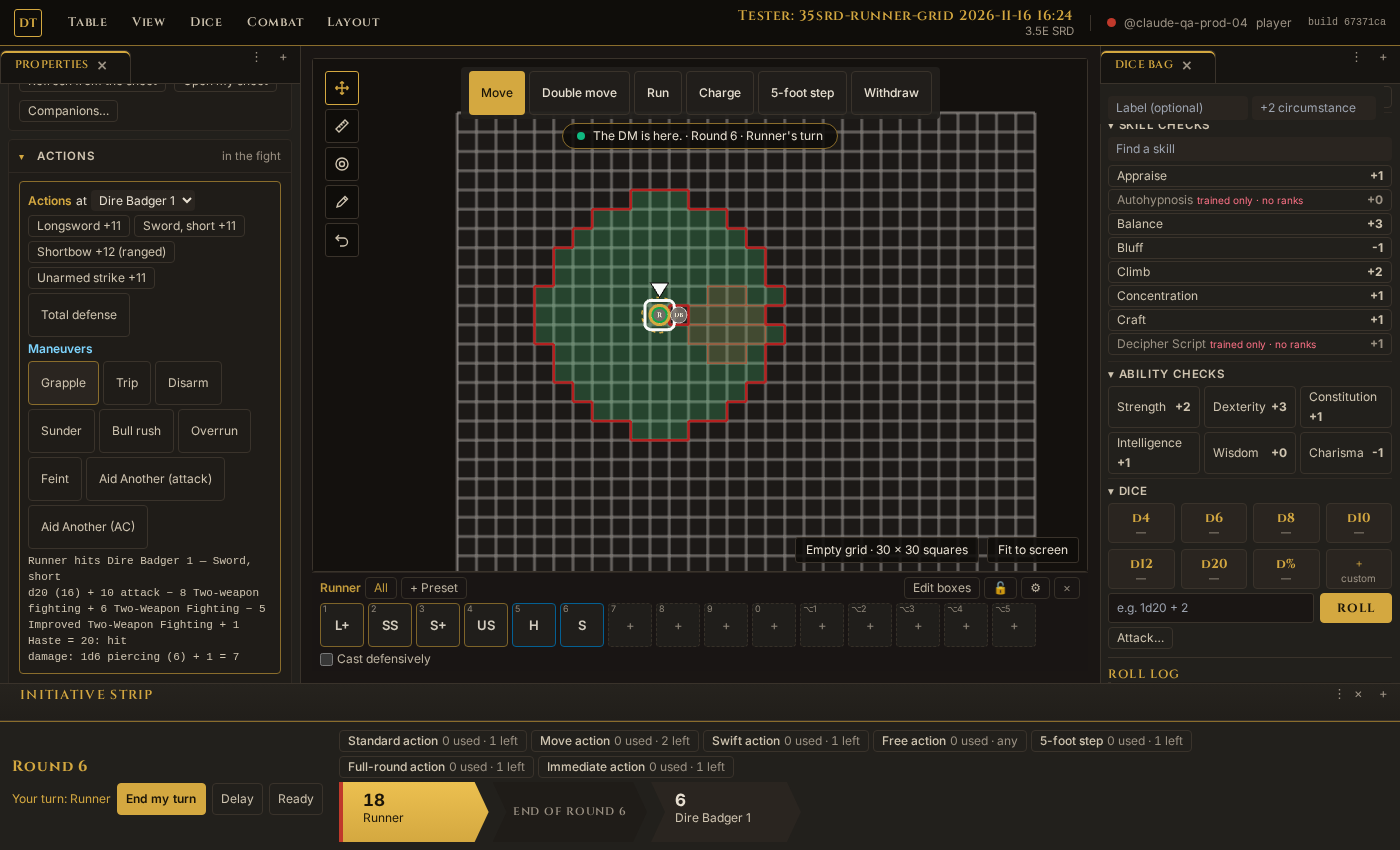 DT TABLE VIEW DICE COMBAT LAYOUT
TESTER: 35SRD-RUNNER-GRID 2026-11-16 16:24
3.5E SRD
@claude-qa-prod-04 player build 67371ca
PROPERTIES ×
Companions...
ACTIONS in the fight
Actions at Dire Badger 1
Longsword +11 Sword, short +11
Shortbow +12 (ranged)
Unarmed strike +11
Total defense
Maneuvers
Grapple Trip Disarm
Sunder Bull rush Overrun
Feint Aid Another (attack)
Aid Another (AC)
Runner hits Dire Badger 1 — Sword,
short
d20 (16) + 10 attack − 8 Two-weapon
fighting + 6 Two-Weapon Fighting − 5
Improved Two-Weapon Fighting + 1
Haste = 20: hit
damage: 1d6 piercing (6) + 1 = 7
Move Double move Run Charge 5-foot step Withdraw
The DM is here. · Round 6 · Runner's turn
R DB
Empty grid · 30 × 30 squares Fit to screen
Runner All + Preset Edit boxes 🔓 ⚙ ×
1 2 3 4 5 6 7 8 9 0 ⌥1 ⌥2 ⌥3 ⌥4 ⌥5
L+ SS S+ US H S + + + + + + + + +
Cast defensively
DICE BAG ×
Label (optional) +2 circumstance
SKILL CHECKS
Find a skill
Appraise +1
Autohypnosis trained only · no ranks +0
Balance +3
Bluff -1
Climb +2
Concentration +1
Craft +1
Decipher Script trained only · no ranks +1
ABILITY CHECKS
Strength +2 Dexterity +3 Constitution +1
Intelligence +1 Wisdom +0 Charisma -1
DICE
D4 D6 D8 D10
— — — —
D12 D20 D% +
— — — custom
e.g. 1d20 + 2 ROLL
Attack...
ROLL LOG
INITIATIVE STRIP
ROUND 6
Your turn: Runner End my turn Delay Ready
Standard action 0 used · 1 left Move action 0 used · 2 left Swift action 0 used · 1 left Free action 0 used · any 5-foot step 0 used · 1 left
Full-round action 0 used · 1 left Immediate action 0 used · 1 left
18
Runner
END OF ROUND 6
6
Dire Badger 1